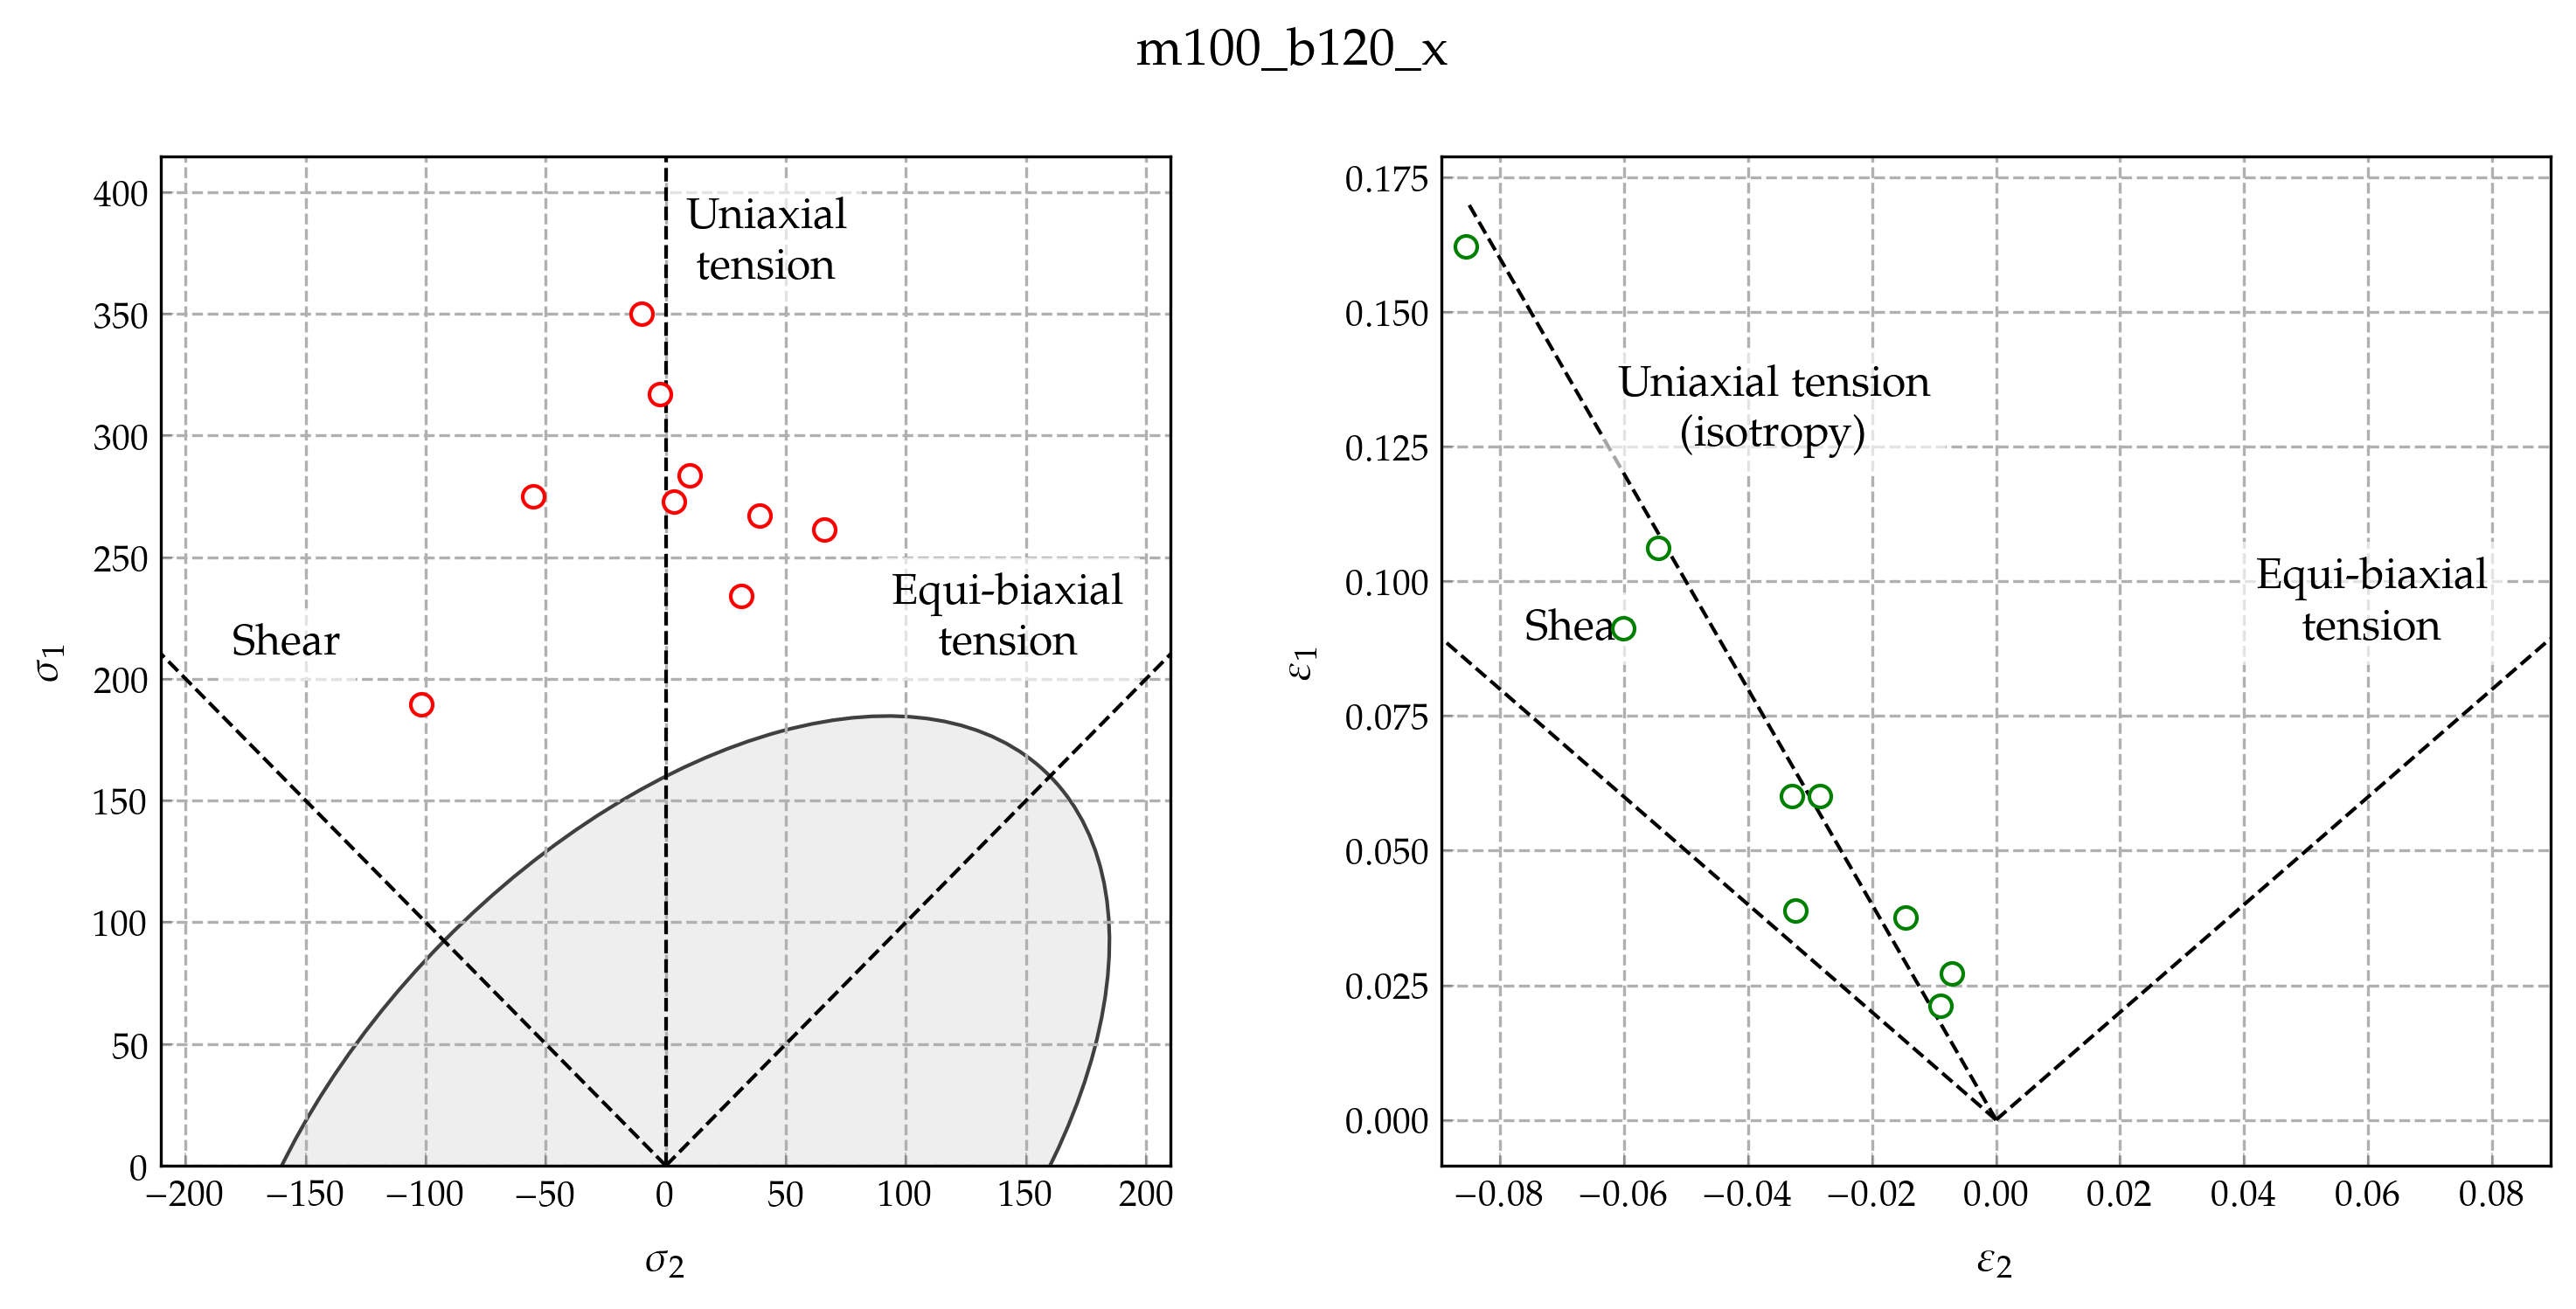 m100_b120_x
400
350
300
250
200
150
100
50
0
−200
−150
−100
−50
0
50
100
150
200
σ1
σ2
Uniaxial
tension
Shear
Equi-biaxial
tension
0.175
0.150
0.125
0.100
0.075
0.050
0.025
0.000
−0.08
−0.06
−0.04
−0.02
0.00
0.02
0.04
0.06
0.08
ε1
ε2
Uniaxial tension
(isotropy)
Shea
Equi-biaxial
tension